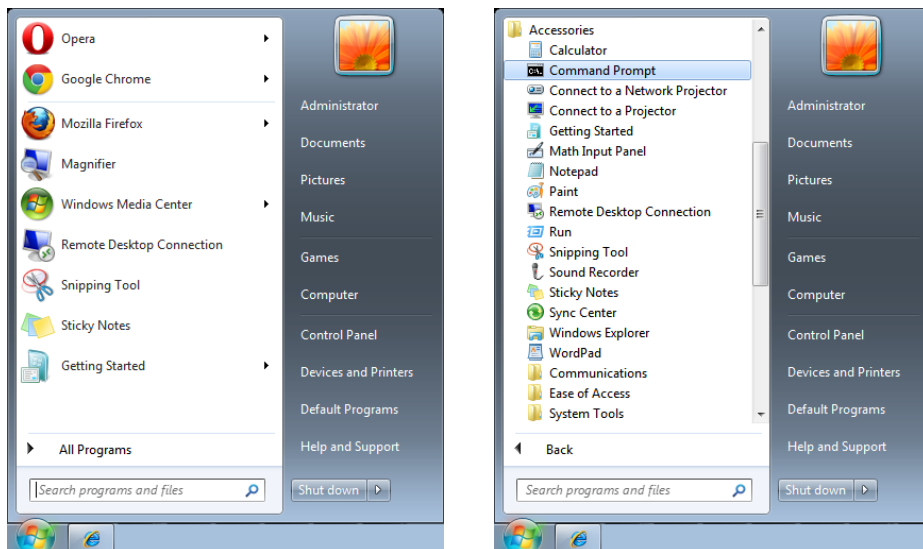 Opera
Google Chrome
Mozilla Firefox
Magnifier
Windows Media Center
Remote Desktop Connection
Snipping Tool
Sticky Notes
Getting Started
All Programs
Search programs and files
Administrator
Documents
Pictures
Music
Games
Computer
Control Panel
Devices and Printers
Default Programs
Help and Support
Shut down
Accessories
Calculator
Command Prompt
Connect to a Network Projector
Connect to a Projector
Getting Started
Math Input Panel
Notepad
Paint
Remote Desktop Connection
Run
Snipping Tool
Sound Recorder
Sticky Notes
Sync Center
Windows Explorer
WordPad
Communications
Ease of Access
System Tools
Back
Search programs and files
Administrator
Documents
Pictures
Music
Games
Computer
Control Panel
Devices and Printers
Default Programs
Help and Support
Shut down